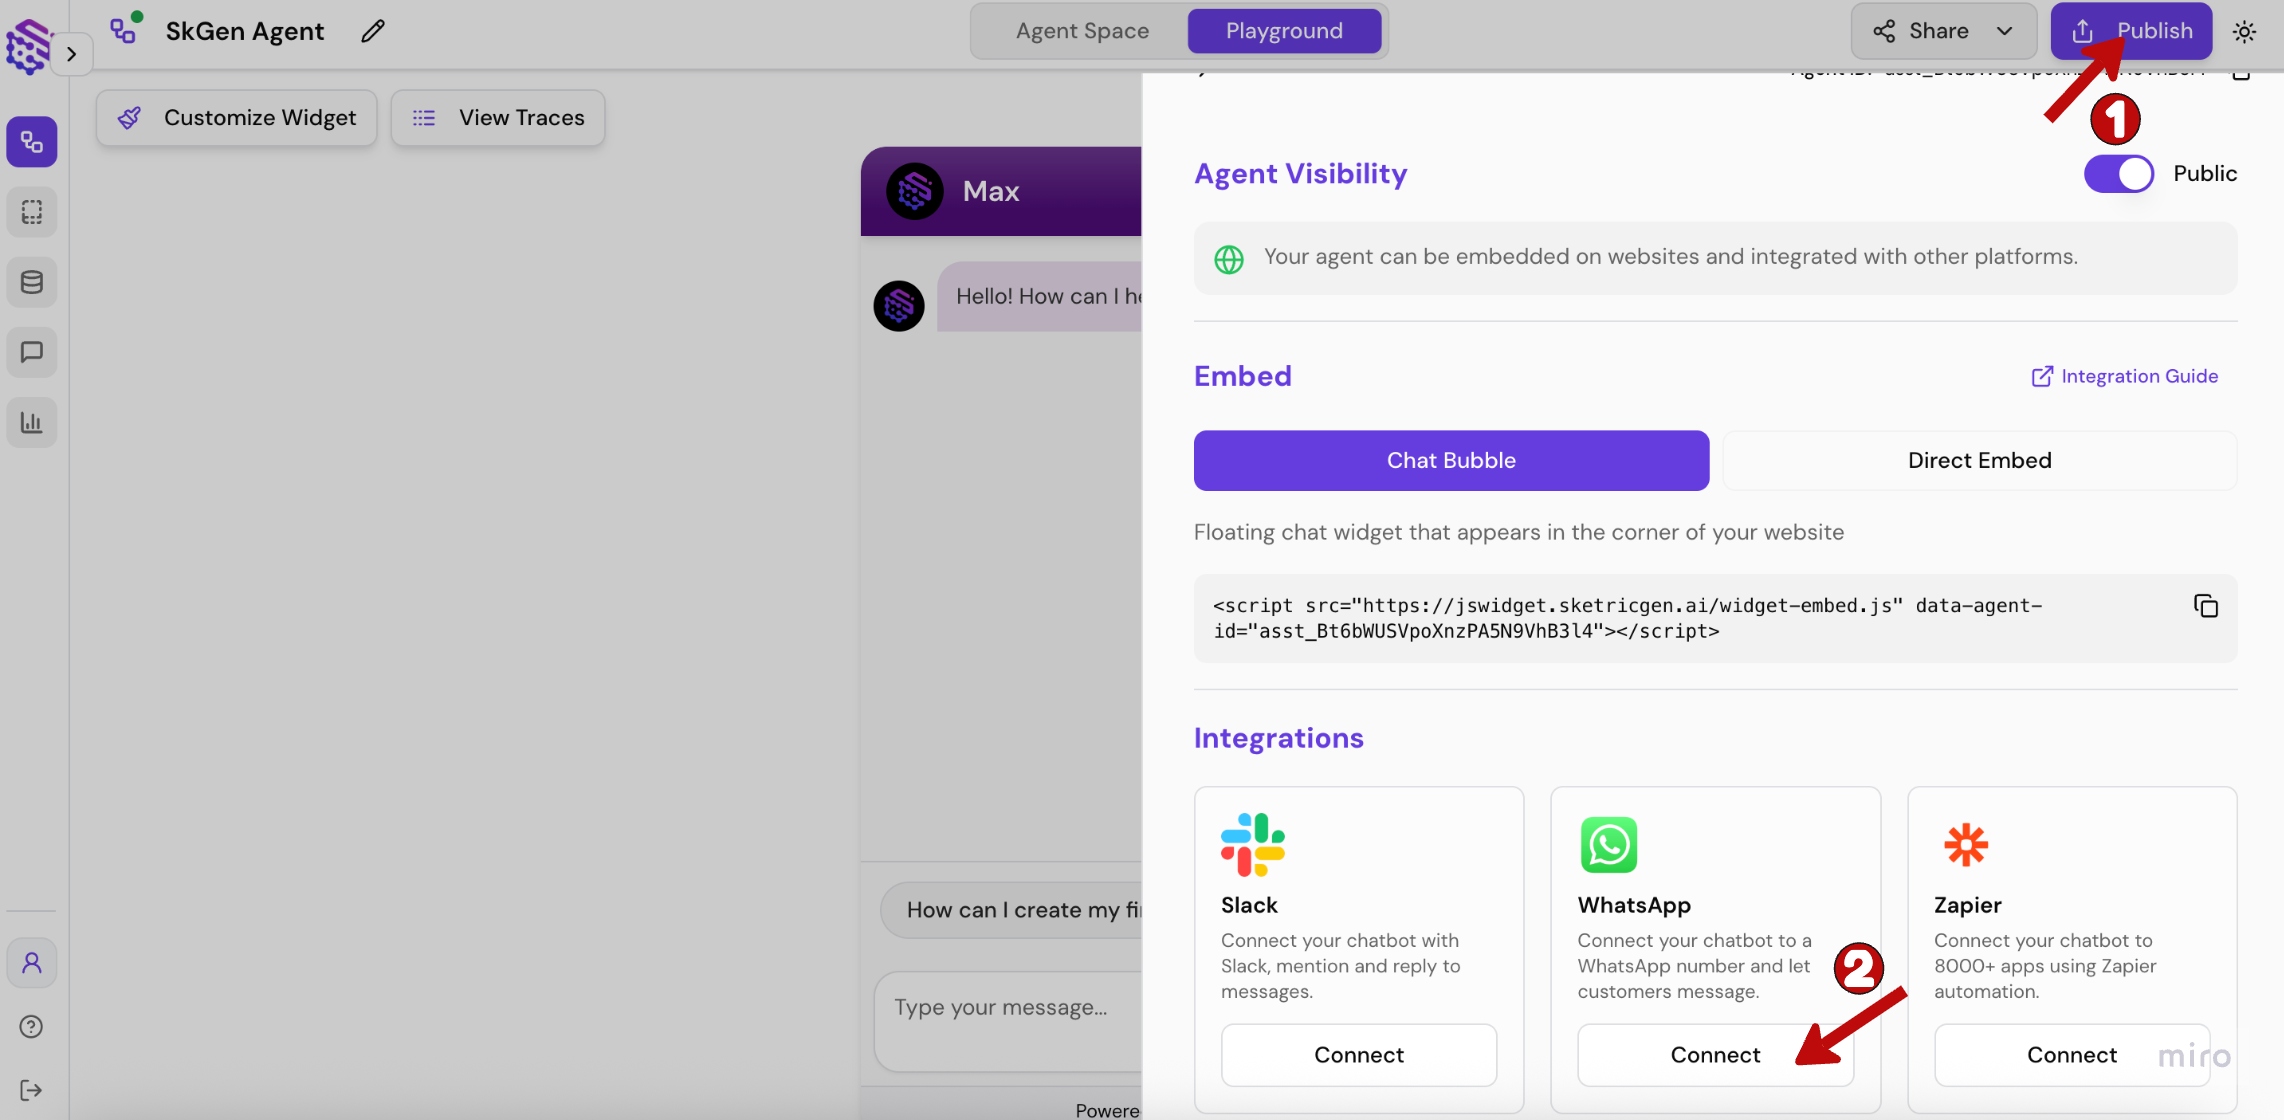 SkGen Agent
Agent Space
Playground
Share
Publish
1
Customize Widget
View Traces
Max
Hello! How can I he
How can I create my fi
Type your message...
Powere
Agent Visibility
Public
Your agent can be embedded on websites and integrated with other platforms.
Embed
Integration Guide
Chat Bubble
Direct Embed
Floating chat widget that appears in the corner of your website
<script src="https://jswidget.sketricgen.ai/widget-embed.js" data-agent-
id="asst_Bt6bWUSVpoXnzPA5N9VhB3l4"></script>
Integrations
Slack
Connect your chatbot with
Slack, mention and reply to
messages.
Connect
WhatsApp
Connect your chatbot to a
WhatsApp number and let
customers message.
2
Connect
Zapier
Connect your chatbot to
8000+ apps using Zapier
automation.
Connect
miro